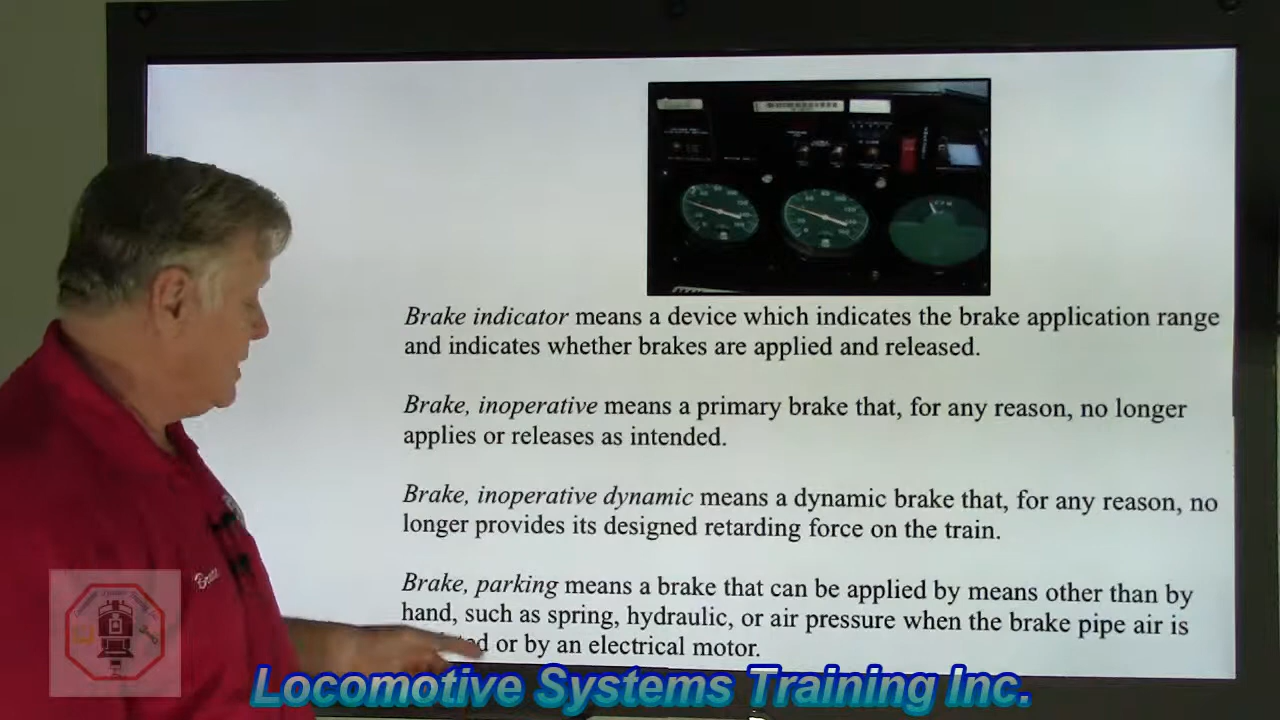 Brake indicator means a device which indicates the brake application range
and indicates whether brakes are applied and released.
Brake, inoperative means a primary brake that, for any reason, no longer
applies or releases as intended.
Brake, inoperative dynamic means a dynamic brake that, for any reason, no
longer provides its designed retarding force on the train.
Brake, parking means a brake that can be applied by means other than by
hand, such as spring, hydraulic, or air pressure when the brake pipe air is
or by an electrical motor.
Locomotive Systems Training Inc.